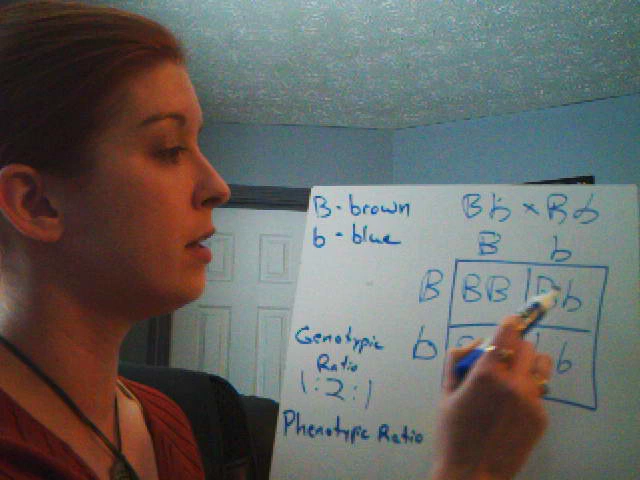 B - brown
b - blue
Bb × Bb
B b
B BB Bb
b b
Genotypic
Ratio
1:2:1
Phenotypic Ratio